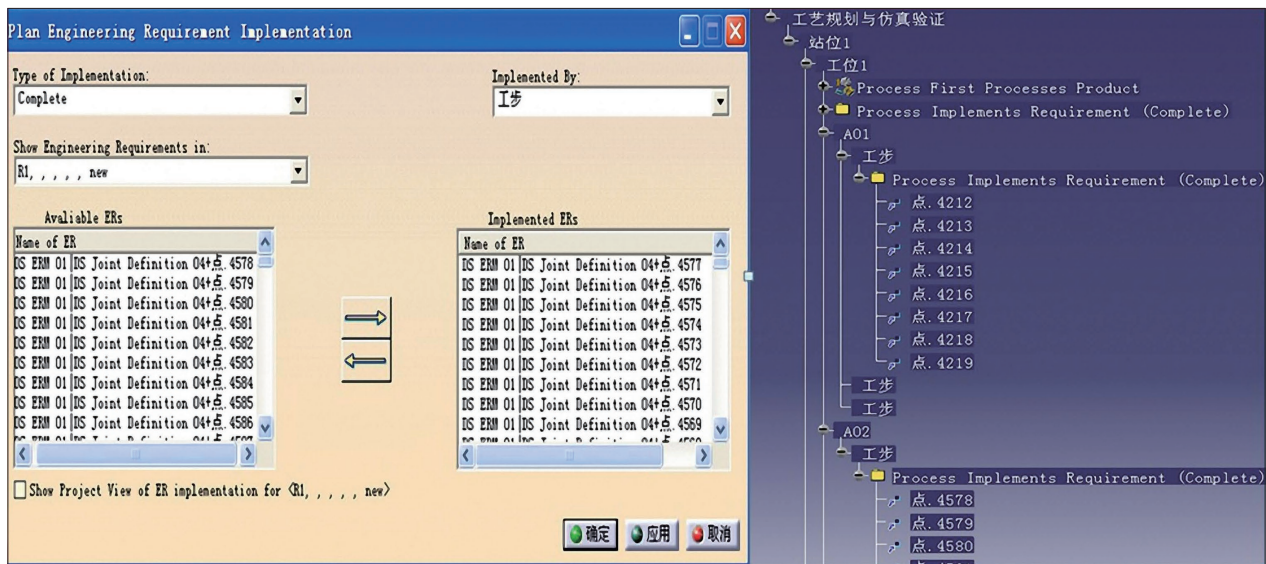 Plan Engineering Requirement Implementation
Type of Implementation:
Complete
Implemented By:
工步
Show Engineering Requirements in:
R1, , , , , new
Avaliable ERs
Name of ER
DS ERM 01|DS Joint Definition 04+点.4578
DS ERM 01|DS Joint Definition 04+点.4579
DS ERM 01|DS Joint Definition 04+点.4580
DS ERM 01|DS Joint Definition 04+点.4581
DS ERM 01|DS Joint Definition 04+点.4582
DS ERM 01|DS Joint Definition 04+点.4583
DS ERM 01|DS Joint Definition 04+点.4584
DS ERM 01|DS Joint Definition 04+点.4585
DS ERM 01|DS Joint Definition 04+点.4586
Implemented ERs
Name of ER
DS ERM 01|DS Joint Definition 04+点.4577
DS ERM 01|DS Joint Definition 04+点.4576
DS ERM 01|DS Joint Definition 04+点.4575
DS ERM 01|DS Joint Definition 04+点.4574
DS ERM 01|DS Joint Definition 04+点.4573
DS ERM 01|DS Joint Definition 04+点.4572
DS ERM 01|DS Joint Definition 04+点.4571
DS ERM 01|DS Joint Definition 04+点.4570
DS ERM 01|DS Joint Definition 04+点.4569
Show Project View of ER implementation for <R1, , , , , new>
确定 应用 取消
工艺规划与仿真验证
站位1
工位1
Process First Processes Product
Process Implements Requirement (Complete)
A01
工步
Process Implements Requirement (Complete)
点.4212
点.4213
点.4214
点.4215
点.4216
点.4217
点.4218
点.4219
工步
工步
A02
工步
Process Implements Requirement (Complete)
点.4578
点.4579
点.4580